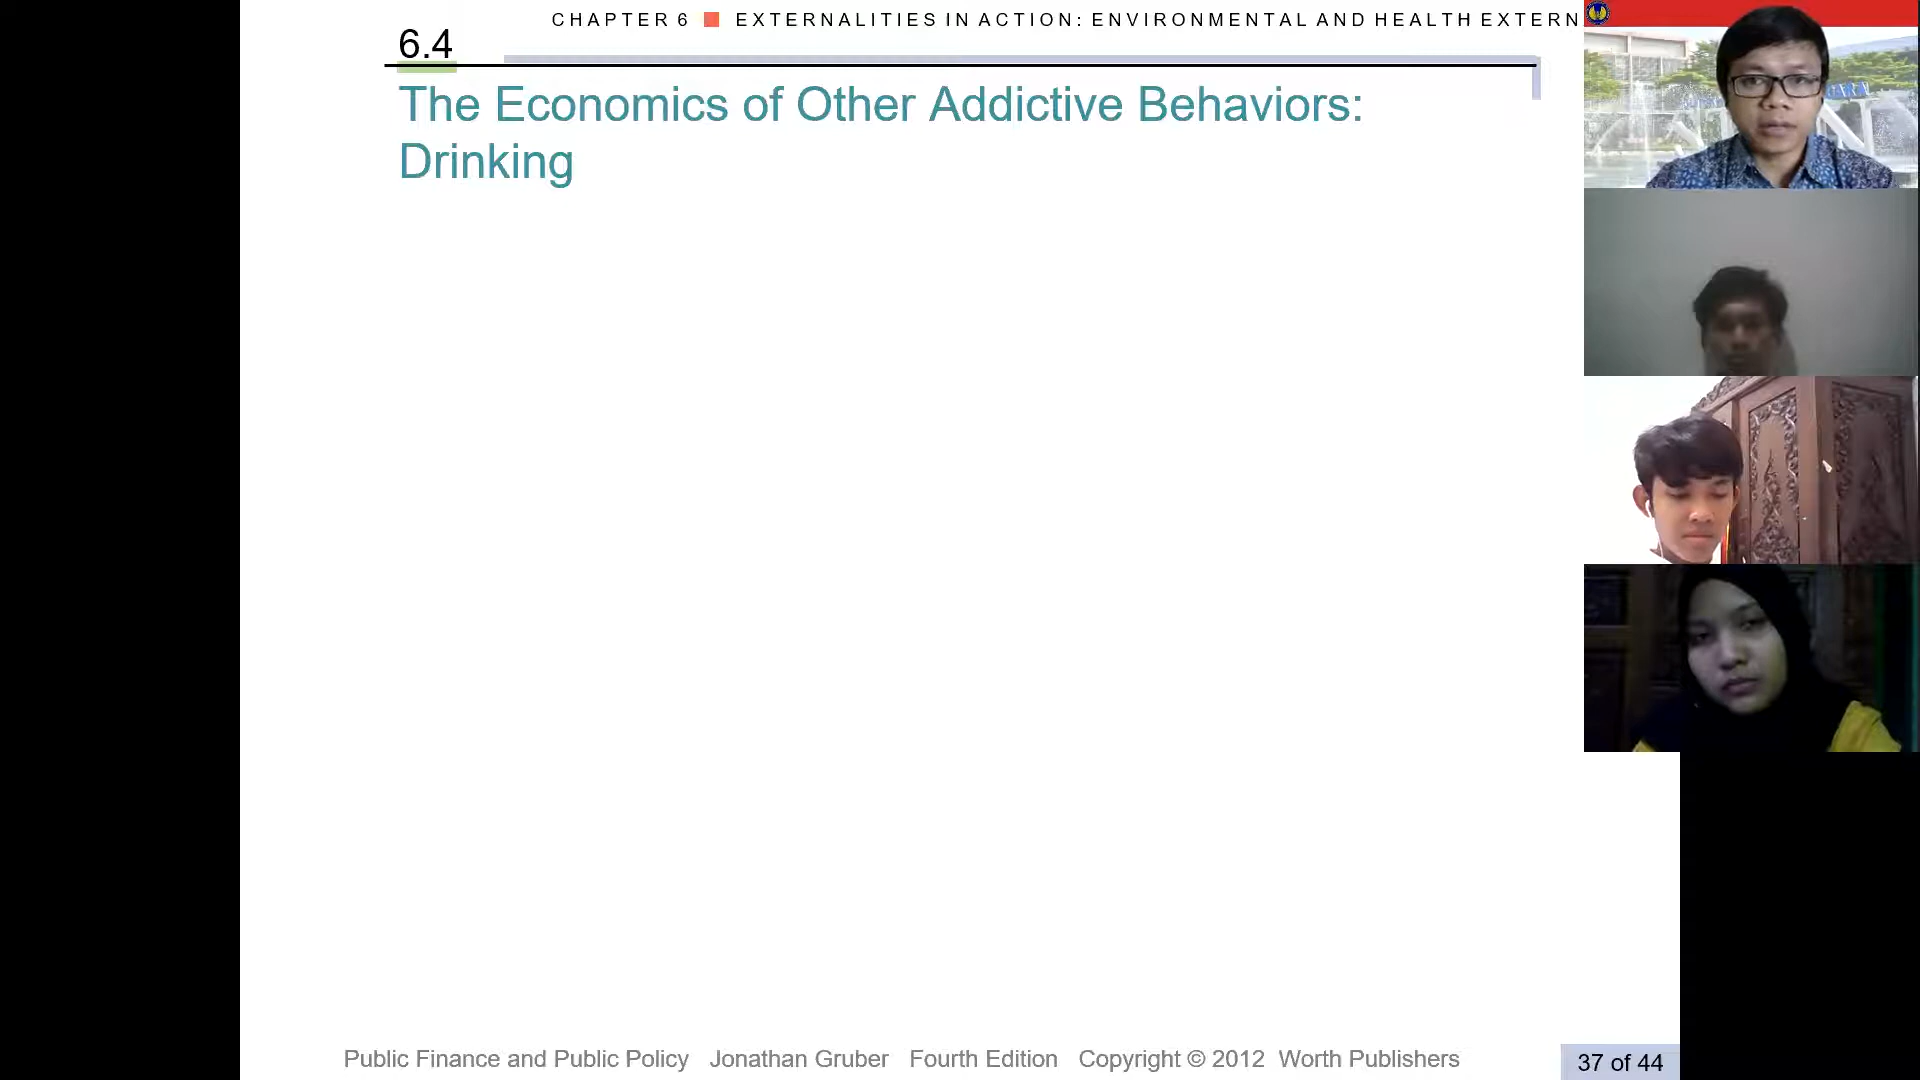 CHAPTER 6 ■ EXTERNALITIES IN ACTION: ENVIRONMENTAL AND HEALTH EXTERN
6.4
The Economics of Other Addictive Behaviors:
Drinking
Public Finance and Public Policy Jonathan Gruber Fourth Edition Copyright © 2012 Worth Publishers
37 of 44